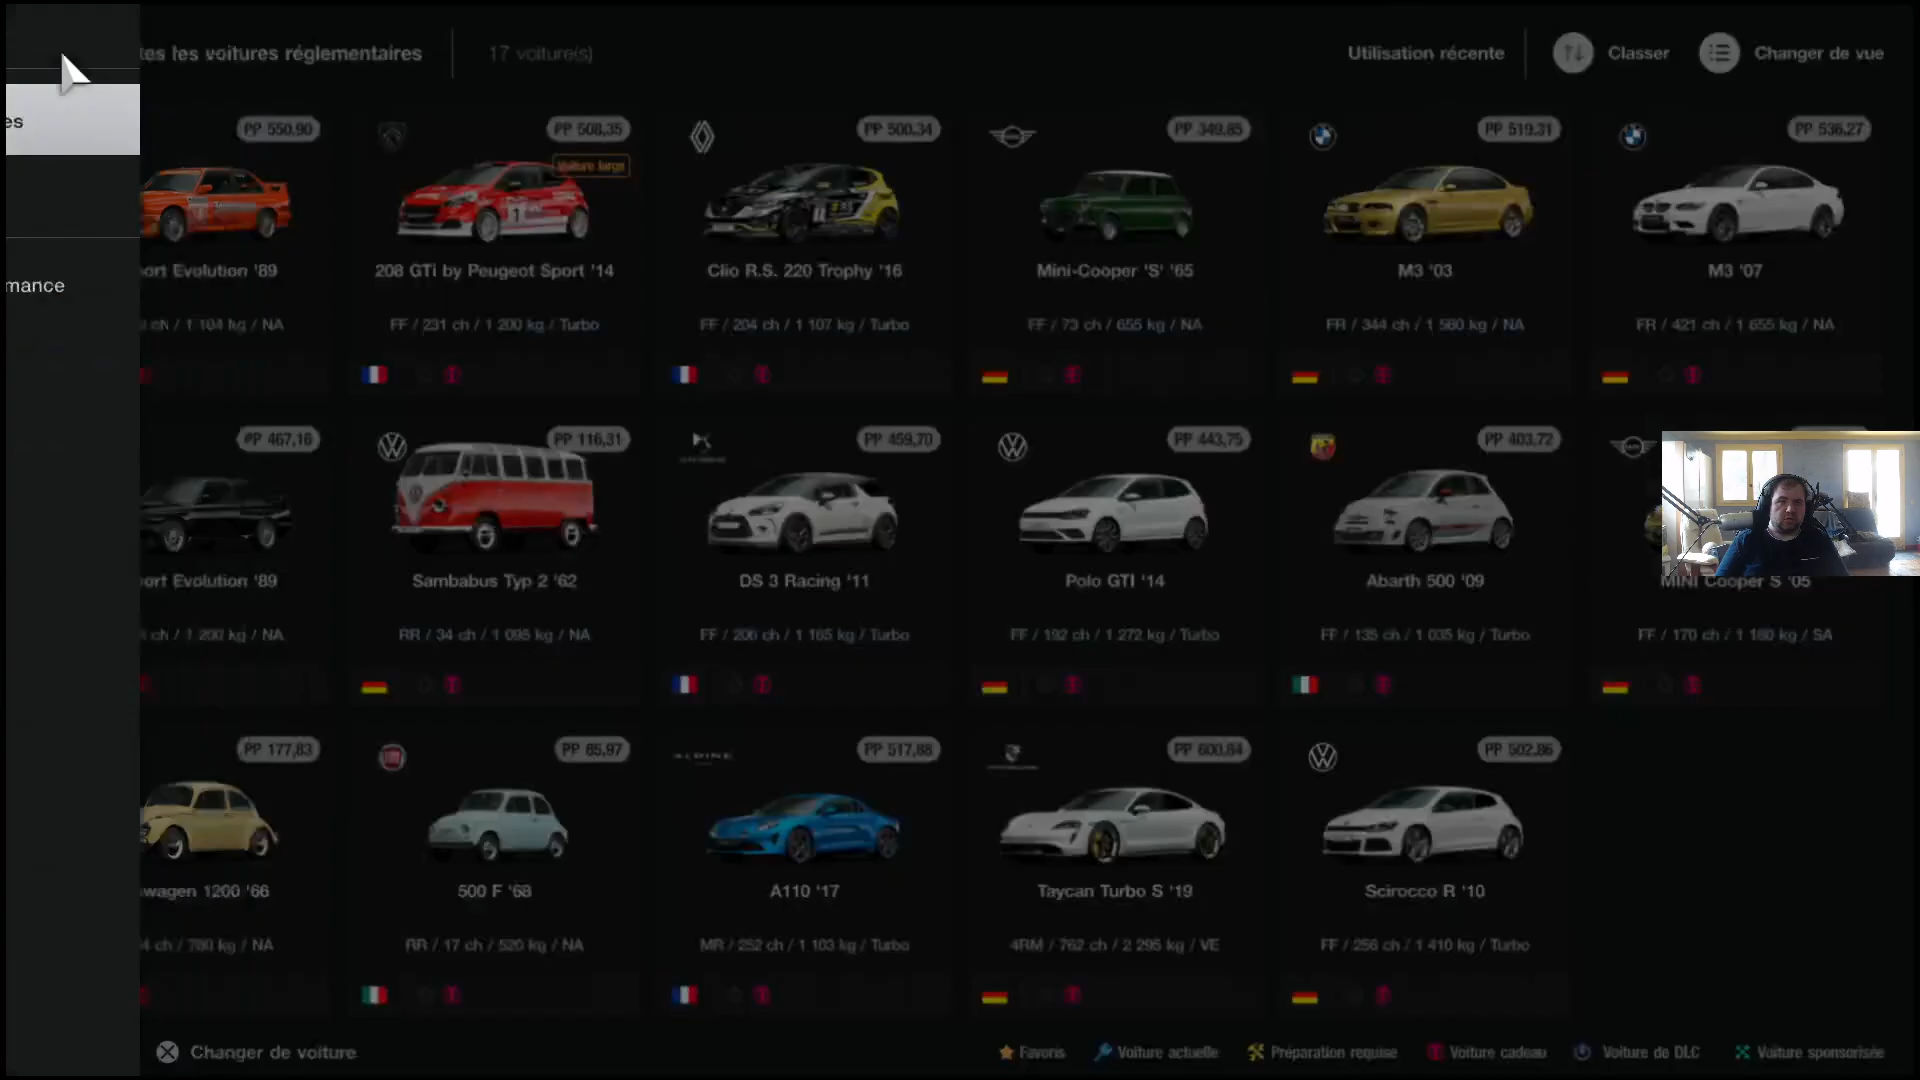 tes les voitures réglementaires
17 voiture(s)
Utilisation récente
Classer
Changer de vue
es
mance
PP 550,90
ort Evolution '89
ch / 1 104 kg / NA
PP 508,35
Voiture large
1
208 GTi by Peugeot Sport '14
FF / 231 ch / 1 200 kg / Turbo
PP 500,34
Clio R.S. 220 Trophy '16
FF / 204 ch / 1 107 kg / Turbo
PP 349,85
Mini-Cooper 'S' '65
FF / 73 ch / 655 kg / NA
PP 519,31
M3 '03
FR / 344 ch / 1 560 kg / NA
PP 536,27
M3 '07
FR / 421 ch / 1 655 kg / NA
PP 467,16
ort Evolution '89
ch / 1 200 kg / NA
PP 116,31
Sambabus Typ 2 '62
RR / 34 ch / 1 095 kg / NA
PP 459,70
DS 3 Racing '11
FF / 206 ch / 1 165 kg / Turbo
PP 443,75
Polo GTI '14
FF / 192 ch / 1 272 kg / Turbo
PP 403,72
Abarth 500 '09
FF / 135 ch / 1 035 kg / Turbo
MINI Cooper S '05
FF / 170 ch / 1 180 kg / SA
PP 177,83
wagen 1200 '66
4 ch / 780 kg / NA
PP 65,97
500 F '68
RR / 17 ch / 520 kg / NA
ALPINE
PP 517,88
A110 '17
MR / 252 ch / 1 103 kg / Turbo
PP 600,84
Taycan Turbo S '19
4RM / 762 ch / 2 295 kg / VE
PP 502,86
Scirocco R '10
FF / 256 ch / 1 410 kg / Turbo
Changer de voiture
Favoris
Voiture actuelle
Préparation requise
Voiture cadeau
Voiture de DLC
Voiture sponsorisée